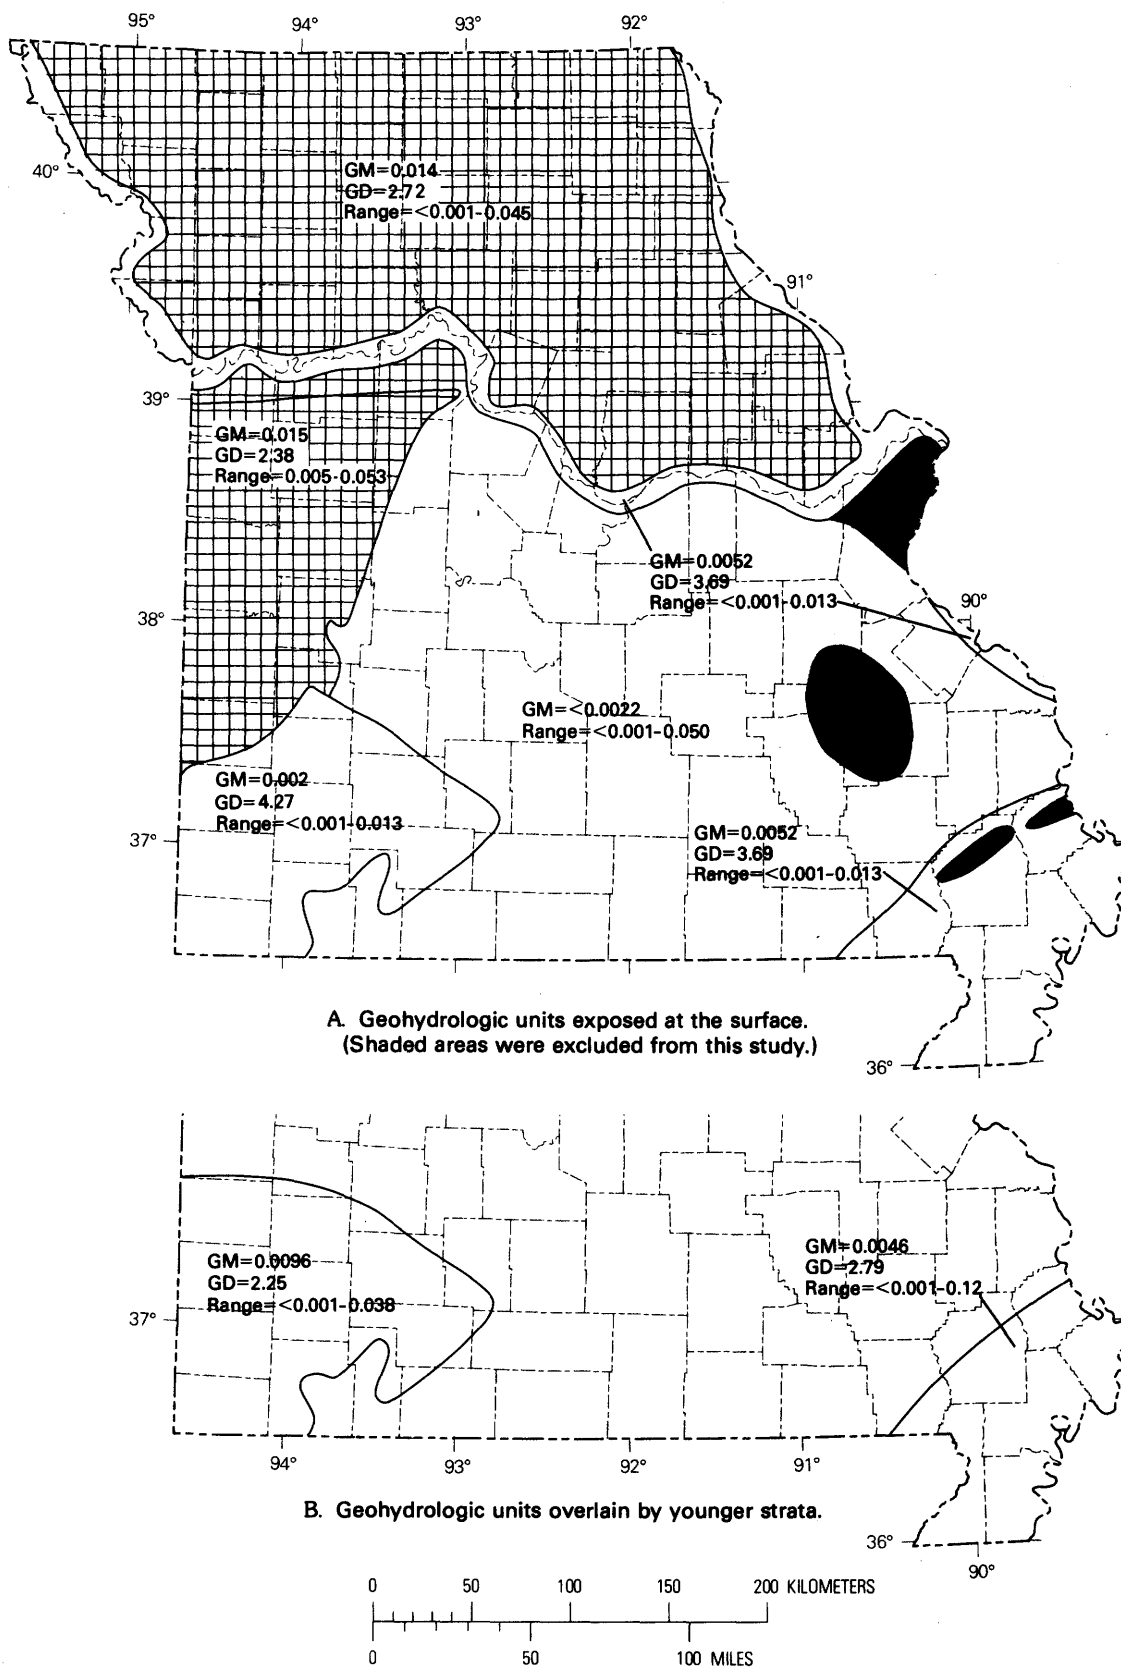 95°
94°
93°
92°
GM=0.014
GD=2.72
Range=<0.001-0.045
40°
91°
39°
GM=0.015
GD=2.38
Range=0.005-0.053
GM=0.0052
GD=3.69
Range=<0.001-0.013
38°
90°
GM=<0.0022
Range=<0.001-0.050
GM=0.002
GD=4.27
Range=<0.001-0.013
37°
GM=0.0052
GD=3.69
Range=<0.001-0.013
A. Geohydrologic units exposed at the surface.
(Shaded areas were excluded from this study.)
36°
GM=0.0096
GD=2.25
Range=<0.001-0.038
GM=0.0046
GD=2.79
Range=<0.001-0.12
37°
94°
93°
92°
91°
B. Geohydrologic units overlain by younger strata.
36°
90°
0 50 100 150 200 KILOMETERS
0 50 100 MILES